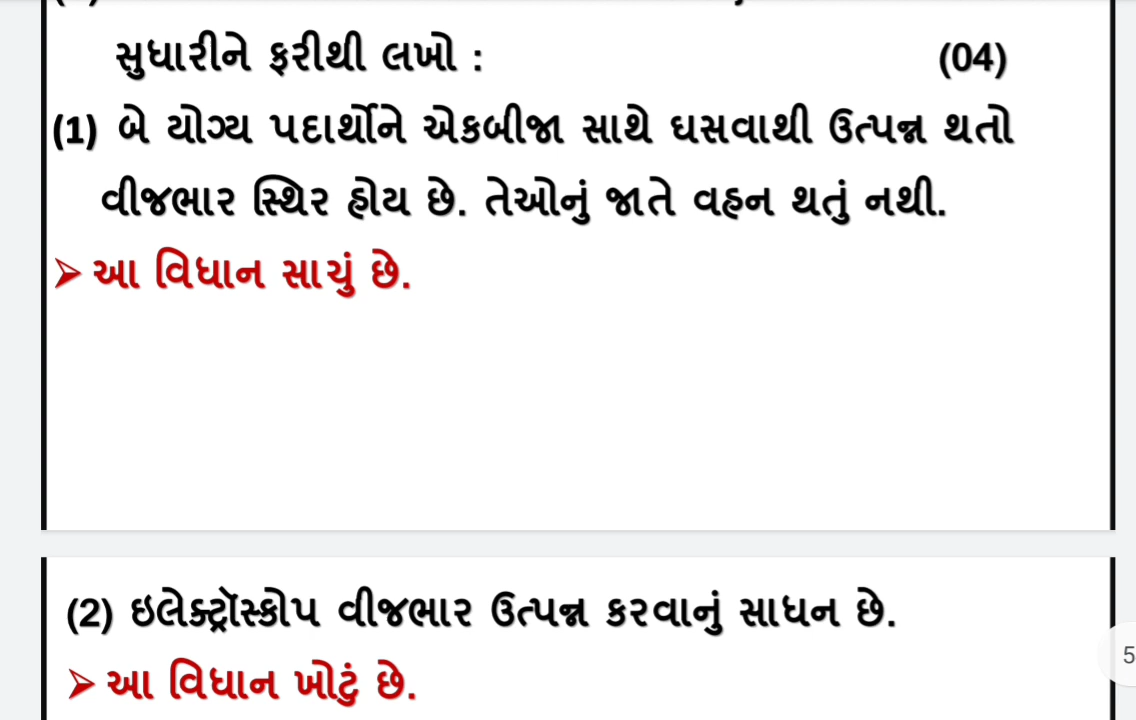 સુધારીને ફરીથી લખો : (04)
(1) બે યોગ્ય પદાર્થોને એકબીજા સાથે ઘસવાથી ઉત્પન્ન થતો
વીજભાર સ્થિર હોય છે. તેઓનું જાતે વહન થતું નથી.
➢ આ વિધાન સાચું છે.
(2) ઇલેક્ટ્રૉસ્કોપ વીજભાર ઉત્પન્ન કરવાનું સાધન છે.
5
➢ આ વિધાન ખોટું છે.